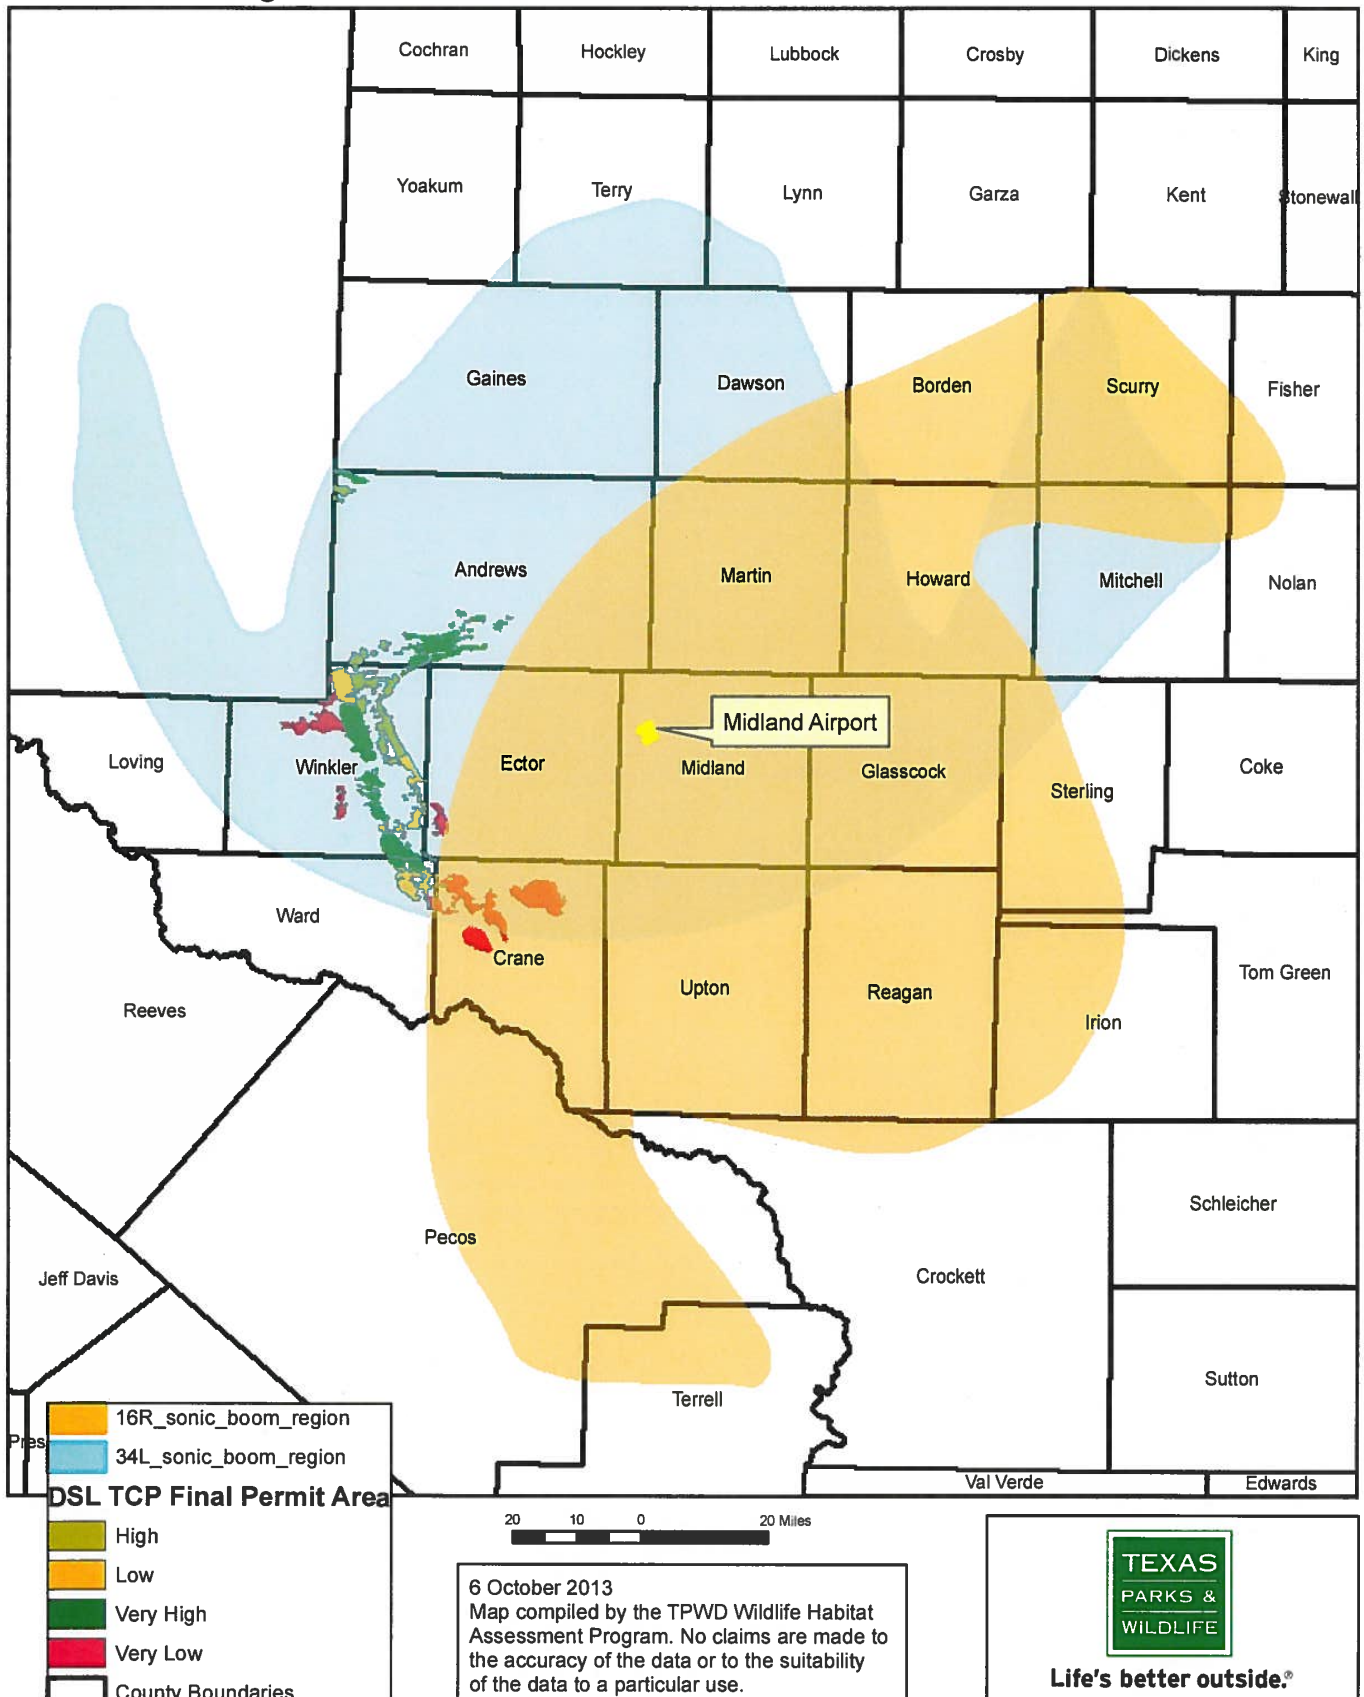 Cochran
Hockley
Lubbock
Crosby
Dickens
King
Yoakum
Terry
Lynn
Garza
Kent
Stonewall
Gaines
Dawson
Borden
Scurry
Fisher
Andrews
Martin
Howard
Mitchell
Nolan
Midland Airport
Loving
Winkler
Ector
Midland
Glasscock
Sterling
Coke
Ward
Crane
Upton
Reagan
Irion
Tom Green
Reeves
Pecos
Crockett
Schleicher
Jeff Davis
Terrell
Sutton
Pres
Val Verde
Edwards
16R_sonic_boom_region
34L_sonic_boom_region
DSL TCP Final Permit Area
High
Low
Very High
Very Low
County Boundaries
20 10 0 20 Miles
6 October 2013
Map compiled by the TPWD Wildlife Habitat
Assessment Program. No claims are made to
the accuracy of the data or to the suitability
of the data to a particular use.
TEXAS
PARKS &
WILDLIFE
Life's better outside.®